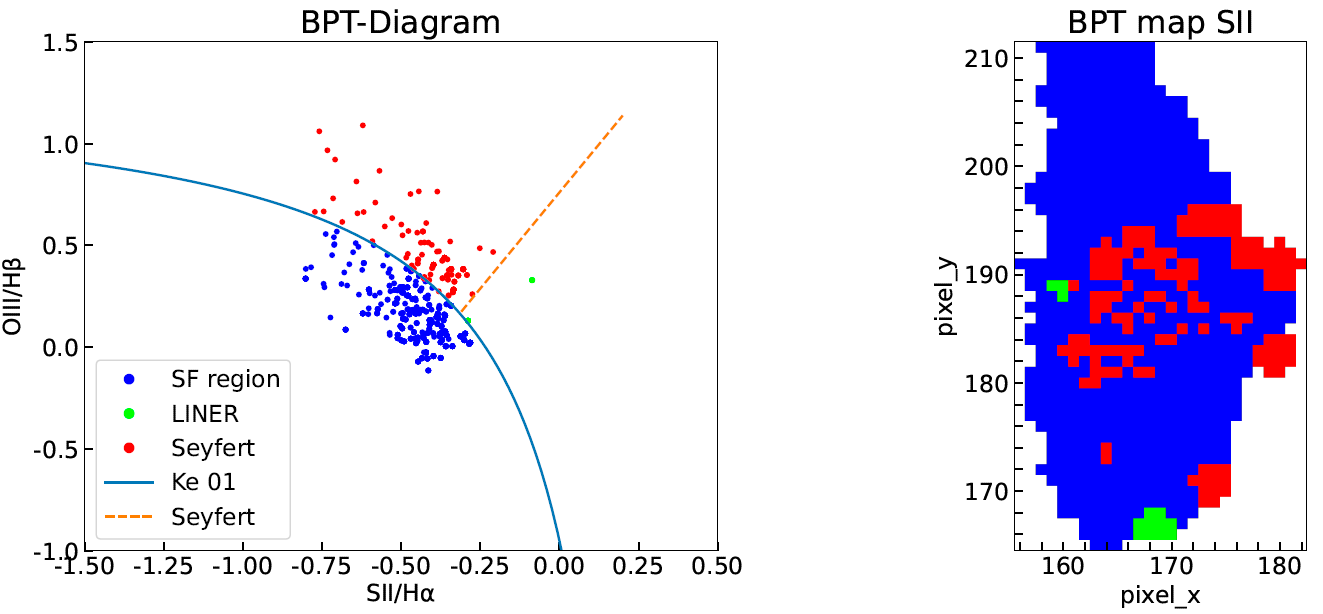 BPT-Diagram
1.5
1.0
0.5
0.0
-0.5
-1.0
OIII/Hβ
SF region
LINER
Seyfert
Ke 01
Seyfert
-1.50 -1.25 -1.00 -0.75 -0.50 -0.25 0.00 0.25 0.50
SII/Hα
BPT map SII
210
200
190
180
170
pixel_y
160 170 180
pixel_x